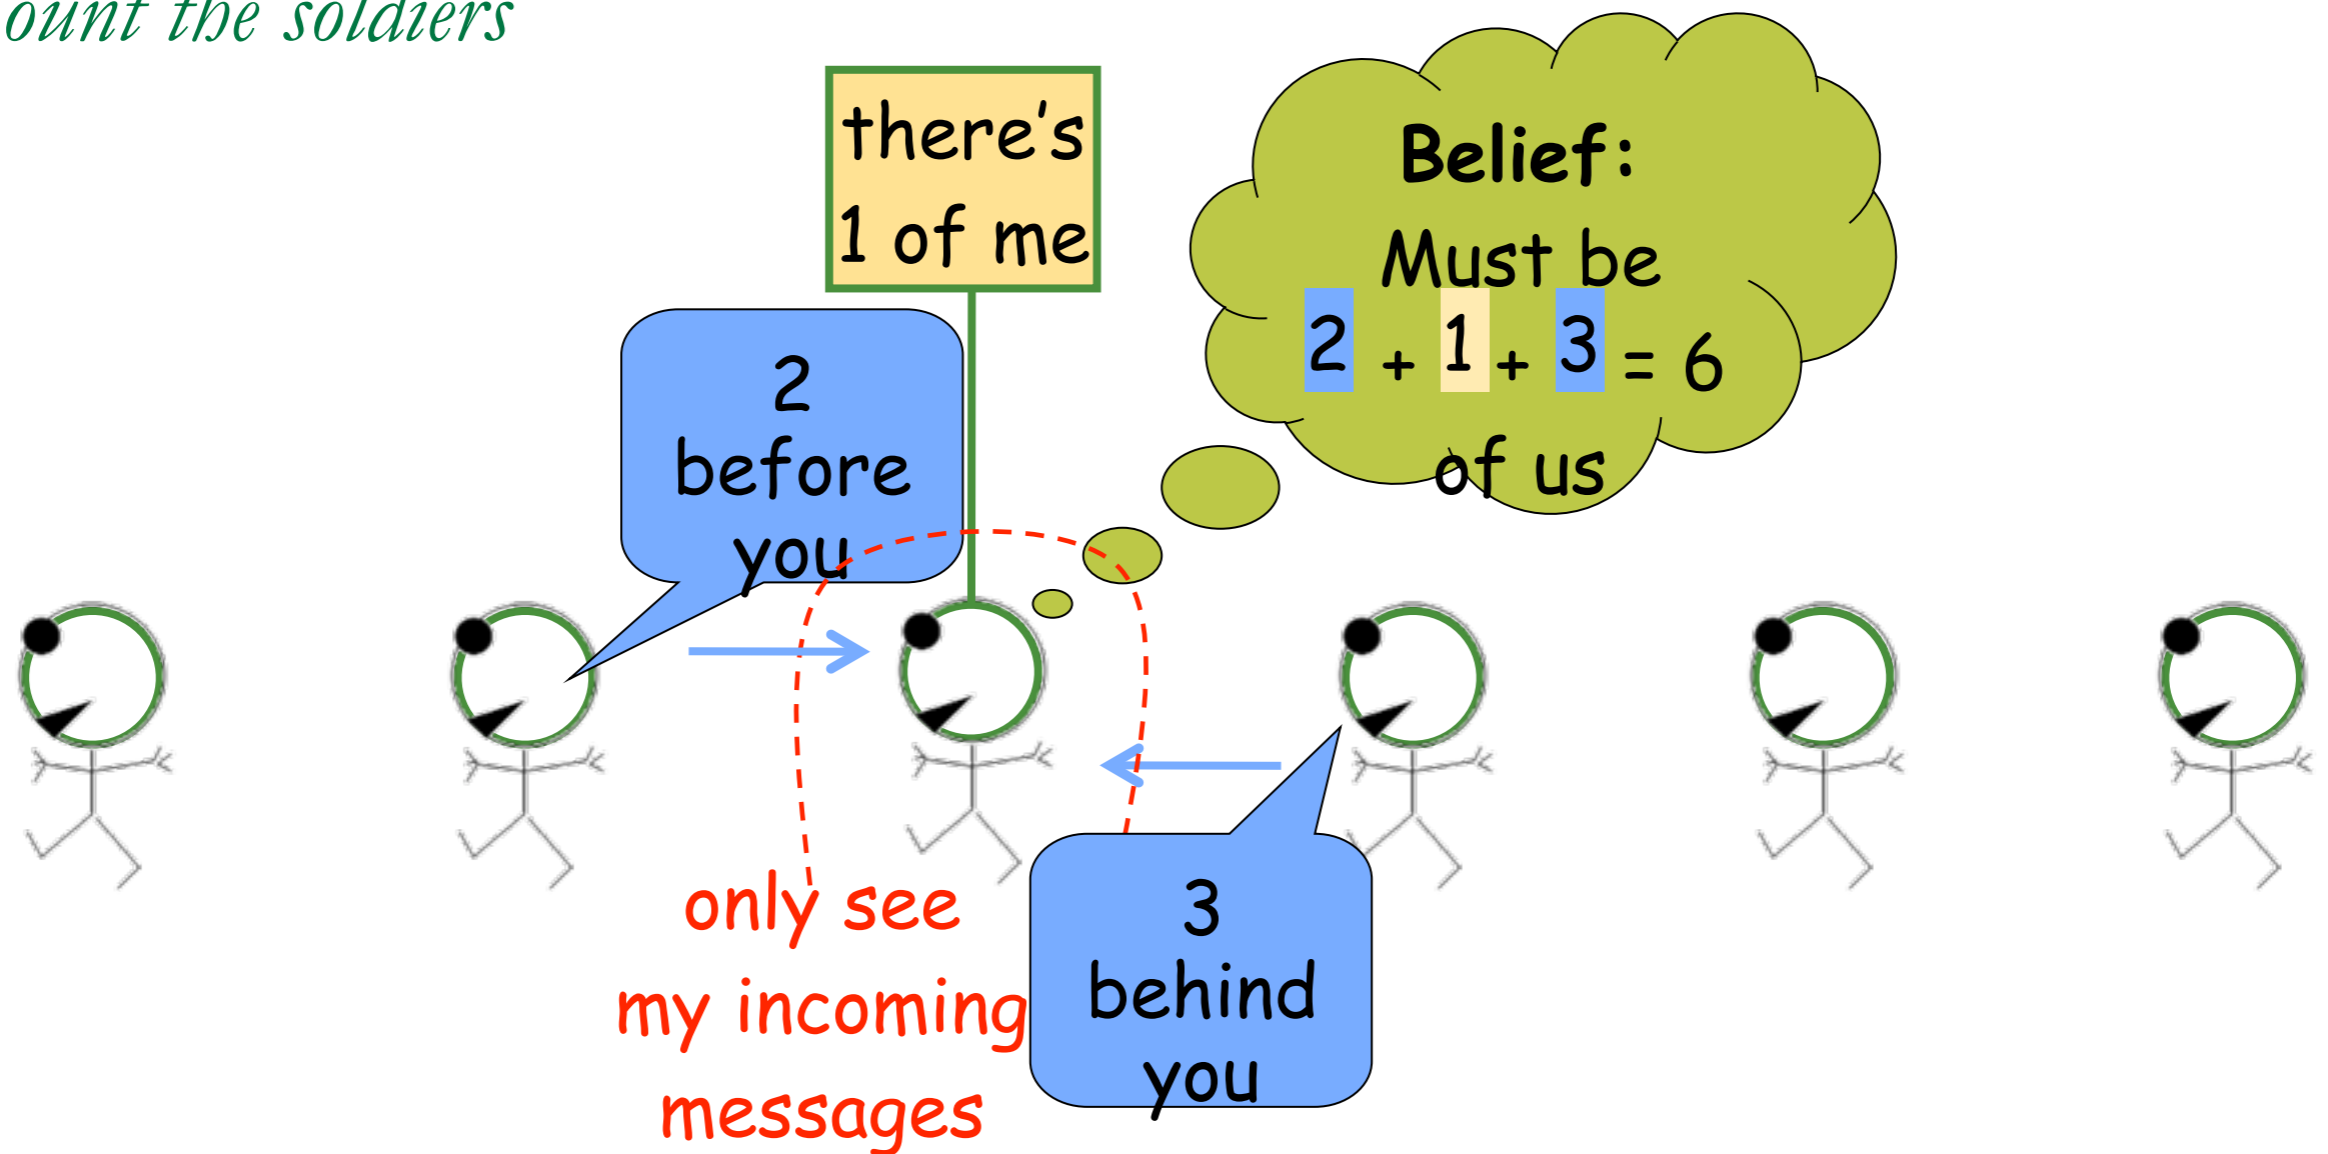 ount the soldiers
there's
1 of me
Belief:
Must be
2 + 1 + 3 = 6
of us
2
before
you
only see
my incoming
messages
3
behind
you